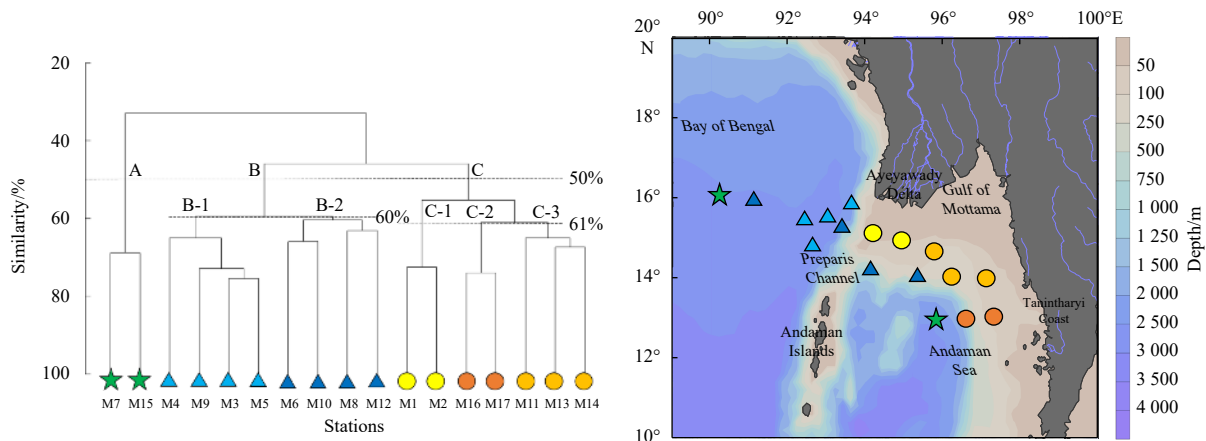 20
40
60
80
100
Similarity/%
A
B
C
50%
B-1
B-2
60%
C-1
C-2
C-3
61%
M7 M15 M4 M9 M3 M5 M6 M10 M8 M12 M1 M2 M16 M17 M11 M13 M14
Stations
90° 92° 94° 96° 98° 100°E
20°
N
18°
16°
14°
12°
10°
Bay of Bengal
Ayeyawady
Delta
Gulf of
Mottama
Preparis
Channel
Tanintharyi
Coast
Andaman
Islands
Andaman
Sea
50
100
250
500
750
1 000
1 250
1 500
2 000
2 500
3 000
3 500
4 000
Depth/m